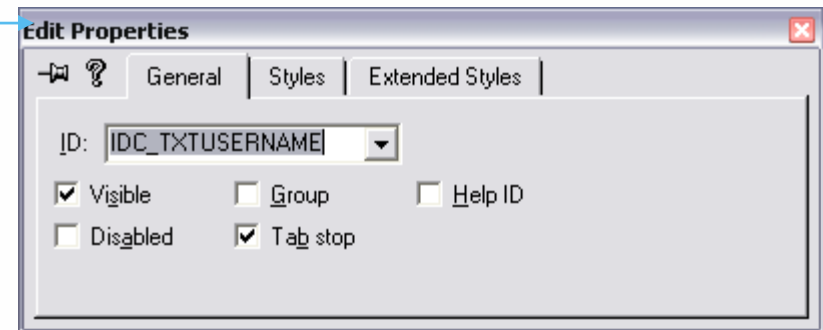 Edit Properties
General Styles Extended Styles
ID: IDC_TXTUSERNAME
Visible Group Help ID
Disabled Tab stop